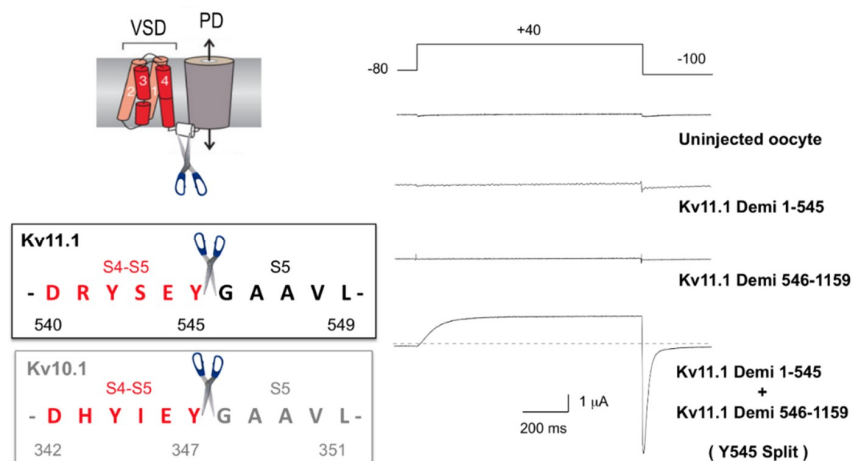 VSD
PD
3
4
2
1
+40
-80
-100
Uninjected oocyte
Kv11.1 Demi 1-545
Kv11.1 Demi 546-1159
Kv11.1 Demi 1-545
+
Kv11.1 Demi 546-1159
( Y545 Split )
1 μA
200 ms
Kv11.1
S4-S5 S5
- D R Y S E Y G A A V L-
540 545 549
Kv10.1
S4-S5 S5
- D H Y I E Y G A A V L-
342 347 351